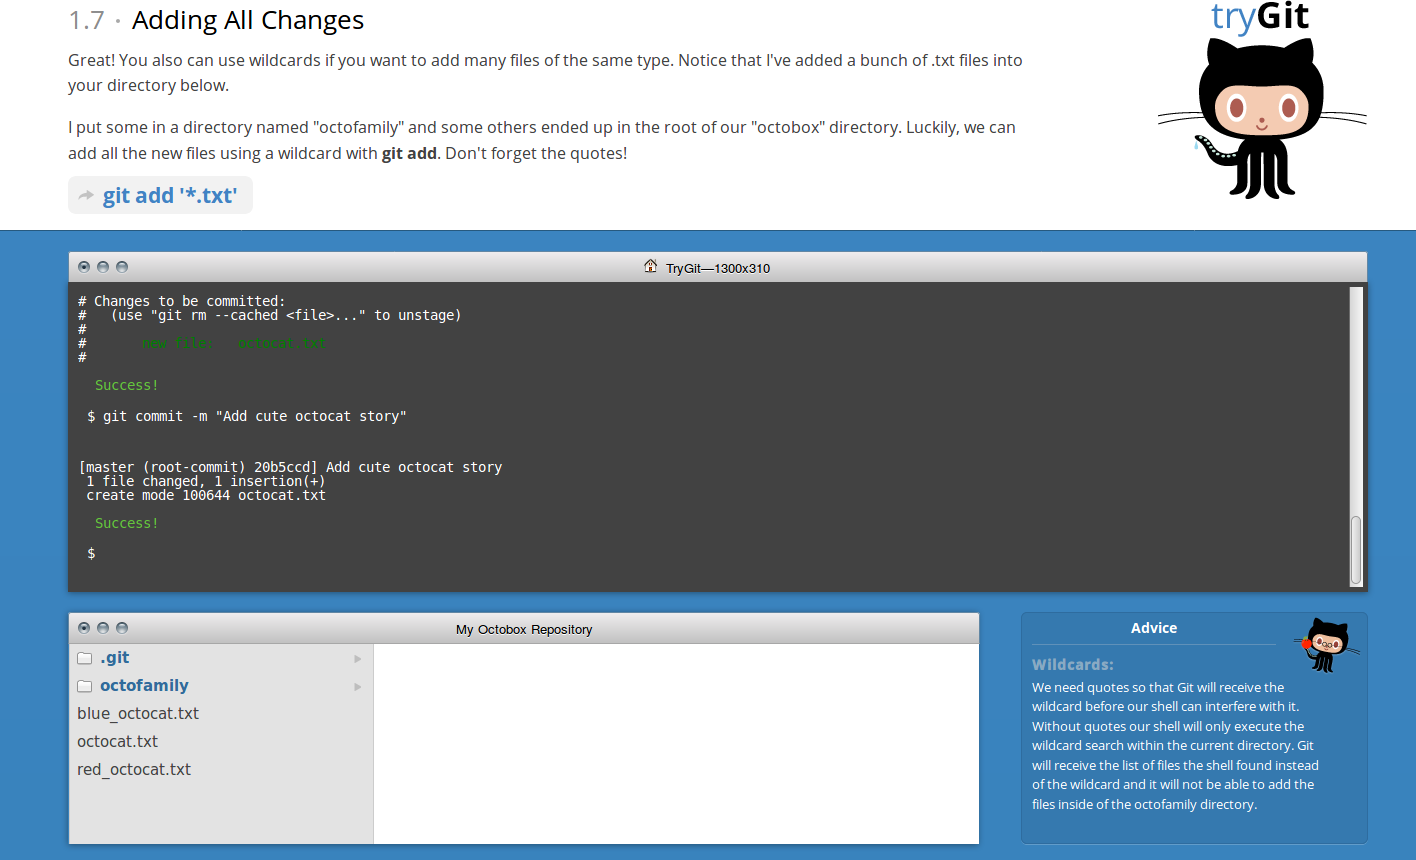 1.7 · Adding All Changes
tryGit
Great! You also can use wildcards if you want to add many files of the same type. Notice that I've added a bunch of .txt files into
your directory below.
I put some in a directory named "octofamily" and some others ended up in the root of our "octobox" directory. Luckily, we can
add all the new files using a wildcard with git add. Don't forget the quotes!
git add '*.txt'
TryGit—1300x310
# Changes to be committed:
#   (use "git rm --cached <file>..." to unstage)
#
#       new file:   octocat.txt
#
Success!
$ git commit -m "Add cute octocat story"
[master (root-commit) 20b5ccd] Add cute octocat story
1 file changed, 1 insertion(+)
create mode 100644 octocat.txt
Success!
$
My Octobox Repository
.git
octofamily
blue_octocat.txt
octocat.txt
red_octocat.txt
Advice
Wildcards:
We need quotes so that Git will receive the
wildcard before our shell can interfere with it.
Without quotes our shell will only execute the
wildcard search within the current directory. Git
will receive the list of files the shell found instead
of the wildcard and it will not be able to add the
files inside of the octofamily directory.